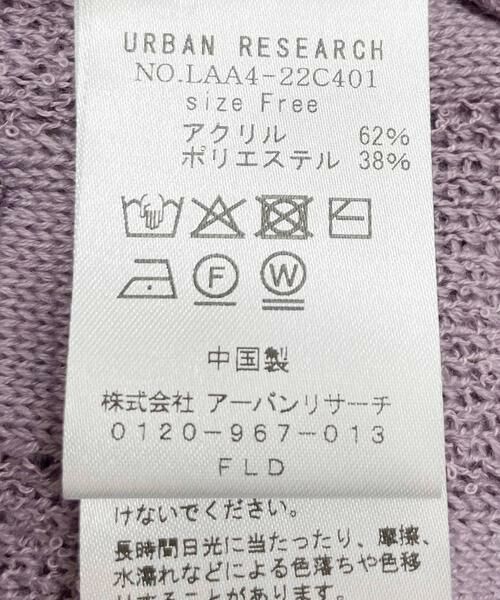 URBAN RESEARCH
NO.LAA4-22C401
size Free
アクリル 62%
ポリエステル 38%
F W
中国製
株式会社 アーバンリサーチ
0120-967-013
FLD
けないでください。
長時間日光に当たったり、摩擦、
水濡れなどによる色落ちや色移